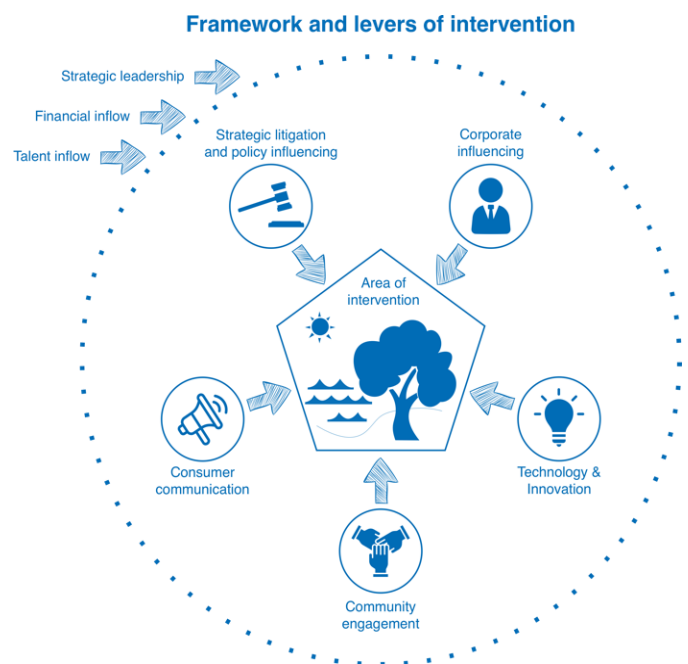 Framework and levers of intervention
Strategic leadership
Financial inflow
Talent inflow
Strategic litigation
and policy influencing
Corporate
influencing
Area of
intervention
Consumer
communication
Technology &
Innovation
Community
engagement